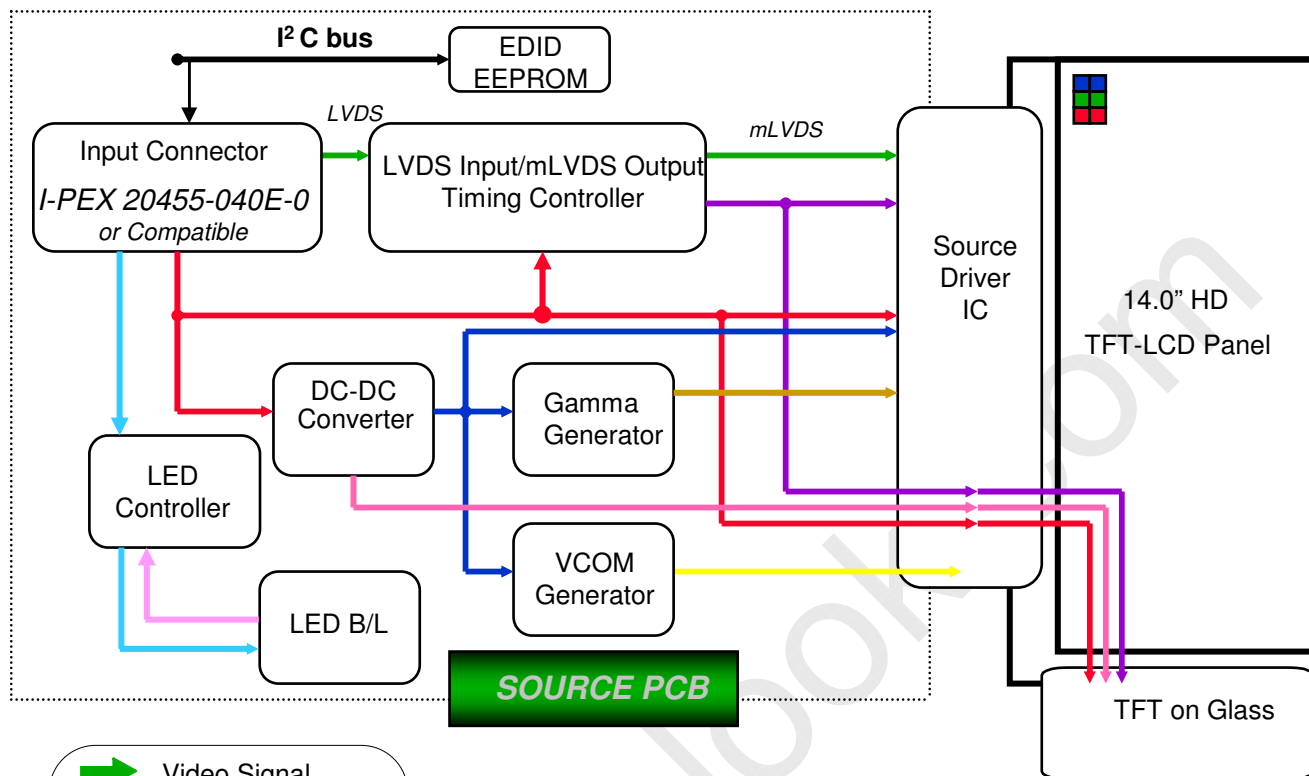 I² C bus
EDID
EEPROM
LVDS
mLVDS
Input Connector
I-PEX 20455-040E-0
or Compatible
LVDS Input/mLVDS Output
Timing Controller
Source
Driver
IC
14.0” HD
TFT-LCD Panel
DC-DC
Converter
Gamma
Generator
LED
Controller
VCOM
Generator
LED B/L
SOURCE PCB
TFT on Glass
Video Signal